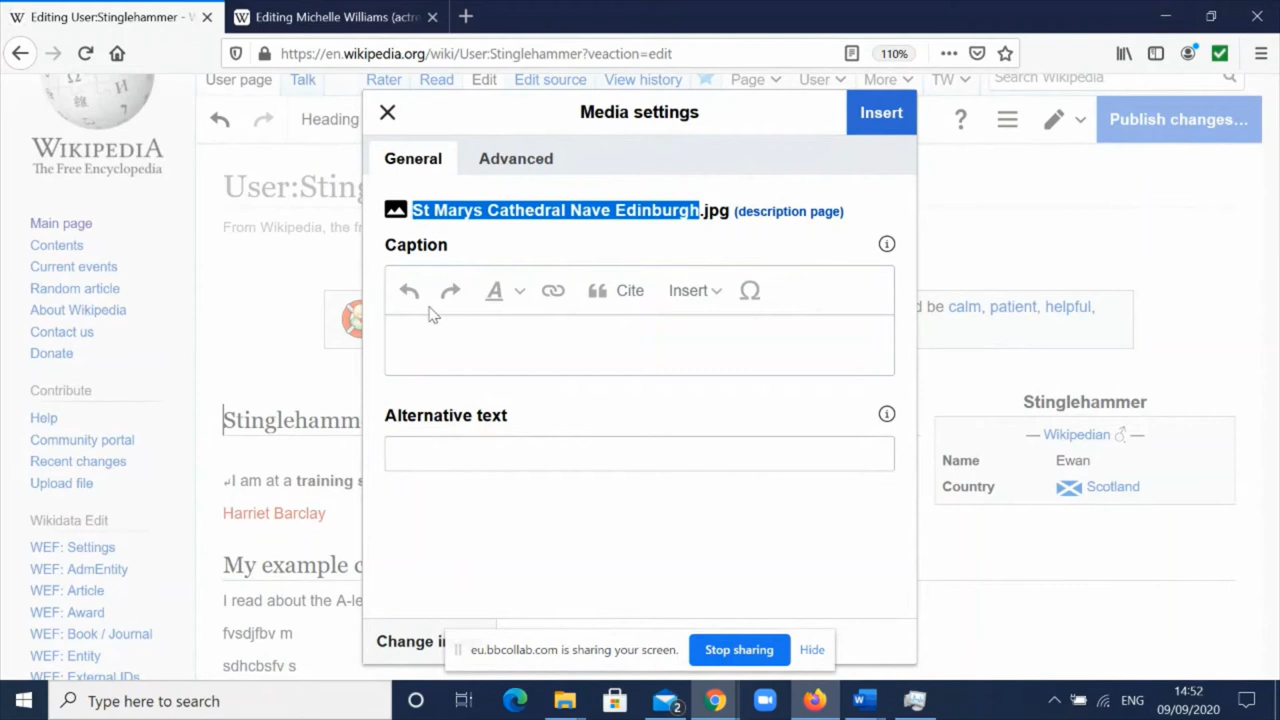 Editing User:Stinglehammer - W
Editing Michelle Williams (actre
https://en.wikipedia.org/wiki/User:Stinglehammer?veaction=edit
110%
User page Talk Rater Read Edit Edit source View history Page User More TW Search Wikipedia
Media settings
Insert
Heading
Publish changes...
WIKIPEDIA
The Free Encyclopedia
General Advanced
User:Sting
St Marys Cathedral Nave Edinburgh.jpg (description page)
Main page
From Wikipedia, the fr
Contents
Caption
Current events
Random article
Cite Insert Ω
About Wikipedia
d be calm, patient, helpful,
Contact us
Donate
Contribute
Stinglehammer
Help
Alternative text
Stinglehamm
Community portal
— Wikipedian ♂ —
Recent changes
Name Ewan
Upload file
I am at a training s
Country Scotland
Harriet Barclay
Wikidata Edit
WEF: Settings
My example c
WEF: AdmEntity
WEF: Article
I read about the A-le
WEF: Award
fvsdjfbv m
WEF: Book / Journal
Change i
eu.bbcollab.com is sharing your screen. Stop sharing Hide
WEF: Entity
sdhcbsfv s
WEF: External IDs
Type here to search
2
ENG
14:52
09/09/2020